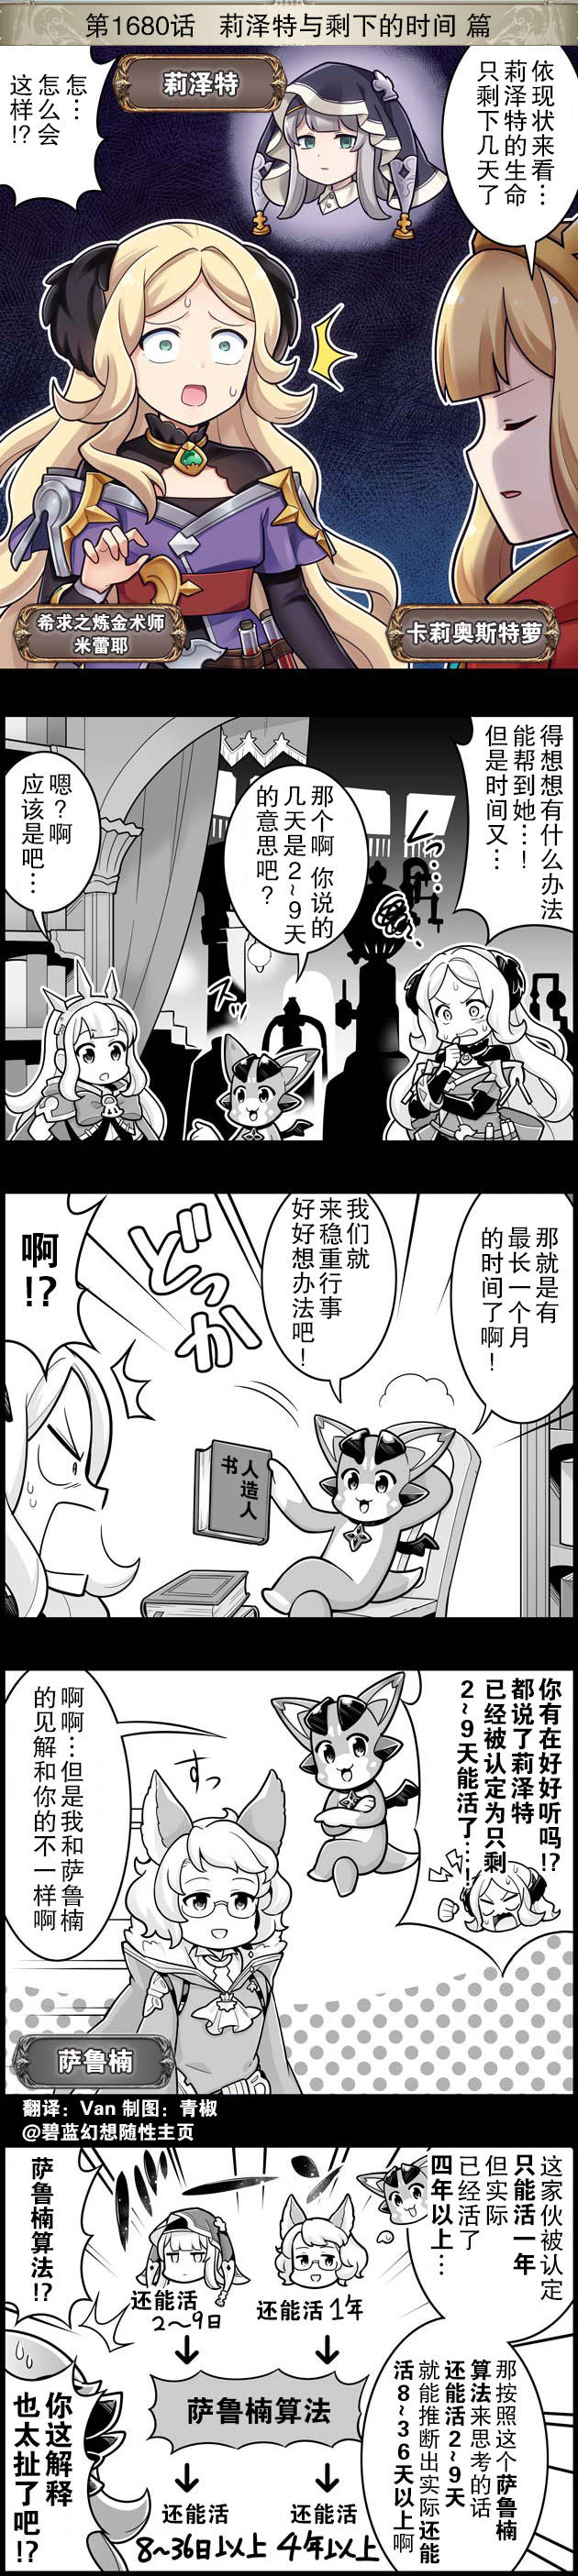 第1680话　莉泽特与剩下的时间 篇
依现状来看…
莉泽特的生命
只剩下几天了
莉泽特
怎…
怎么会
这样!?
希求之炼金术师
米蕾耶
卡莉奥斯特萝
得想想有什么办法
能帮到她…！
但是时间又…
くっ…
那个啊 你说的
几天是2~9天
的意思吧？
スッ
嗯？啊
应该是吧…
那就是有
最长一个月
的时间了啊！
我们就
来稳重行事
好好想办法吧！
どっか
啊!?
人造人
书
你有在好好听吗!?
都说了莉泽特
已经被认定为只剩
2~9天能活了…！
すっ
啊啊…但是我和萨鲁楠
的见解和你的不一样啊
萨鲁楠
翻译：Van 制图：青椒
@碧蓝幻想随性主页
这家伙被认定
只能活一年
但实际
已经活了
四年以上…
萨鲁楠算法!?
还能活
2～9日
还能活 1年
萨鲁楠算法
还能活
8～36日以上
还能活
4年以上
那按照这个萨鲁楠
算法来思考的话
还能活2~9天
就能推断出实际还能
活8~36天以上啊
你这解释
也太扯了吧!?